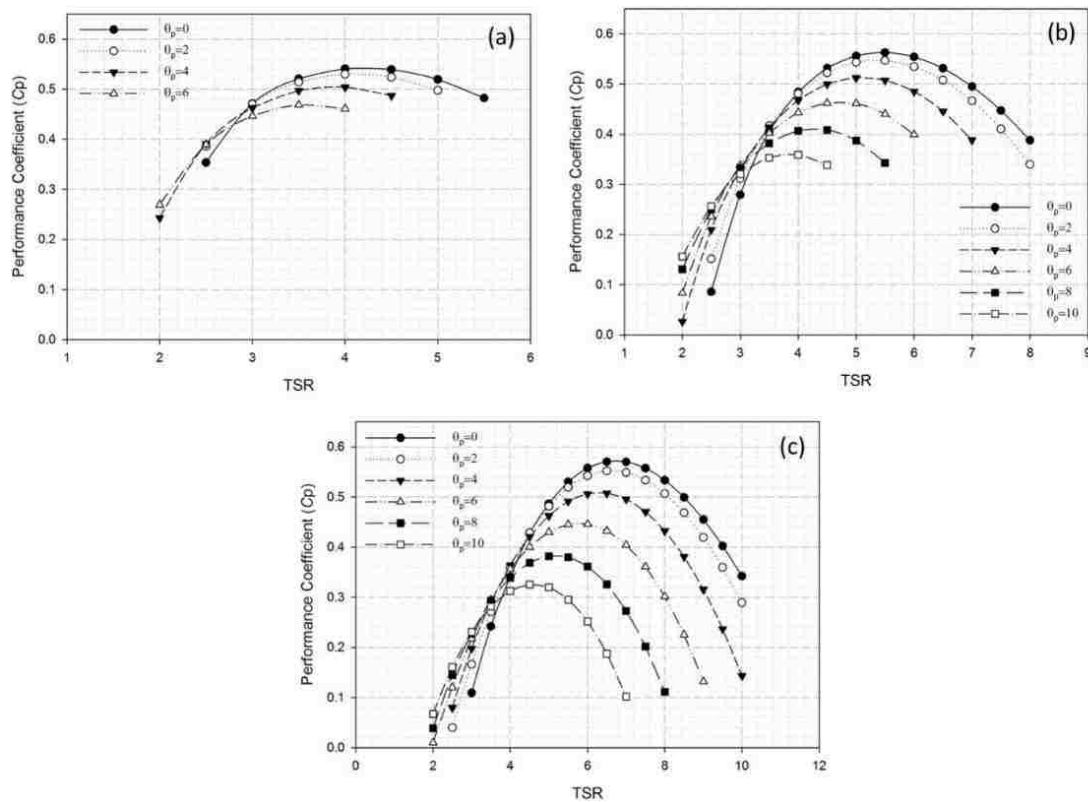 (a)
θp=0
θp=2
θp=4
θp=6
Performance Coefficient (Cp)
0.6
0.5
0.4
0.3
0.2
0.1
0.0
1 2 3 4 5 6
TSR
(b)
Performance Coefficient (Cp)
0.6
0.5
0.4
0.3
0.2
0.1
0.0
θp=0
θp=2
θp=4
θp=6
θp=8
θp=10
1 2 3 4 5 6 7 8 9
TSR
(c)
θp=0
θp=2
θp=4
θp=6
θp=8
θp=10
Performance Coefficient (Cp)
0.6
0.5
0.4
0.3
0.2
0.1
0.0
0 2 4 6 8 10 12
TSR